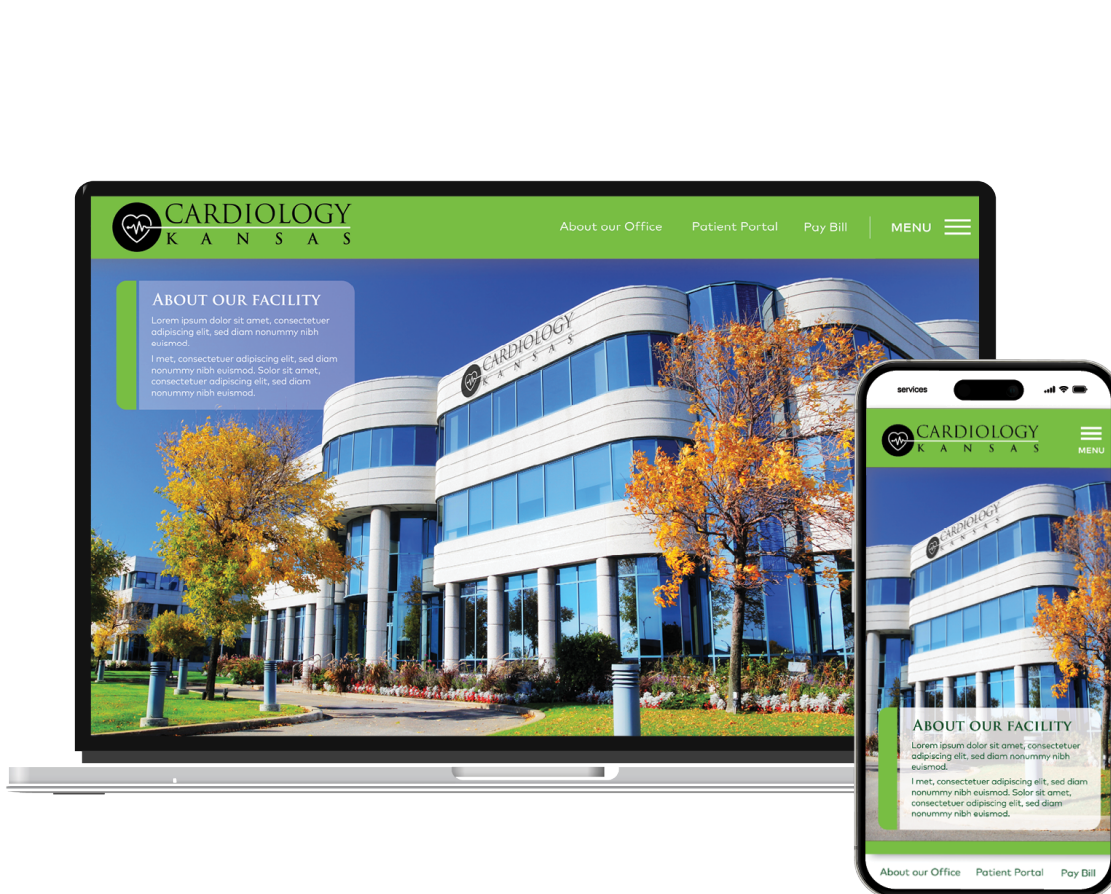 CARDIOLOGY
KANSAS
About our Office Patient Portal Pay Bill MENU
About our facility
Lorem ipsum dolor sit amet, consectetuer
adipiscing elit, sed diam nonummy nibh
euismod.
I met, consectetuer adipiscing elit, sed diam
nonummy nibh euismod. Solor sit amet,
consectetuer adipiscing elit, sed diam
nonummy nibh euismod.
CARDIOLOGY
KANSAS
services
CARDIOLOGY
KANSAS
MENU
CARDIOLOGY
KANSAS
About our facility
Lorem ipsum dolor sit amet, consectetuer
adipiscing elit, sed diam nonummy nibh
euismod.
I met, consectetuer adipiscing elit, sed diam
nonummy nibh euismod. Solor sit amet,
consectetuer adipiscing elit, sed diam
nonummy nibh euismod.
About our Office Patient Portal Pay Bill